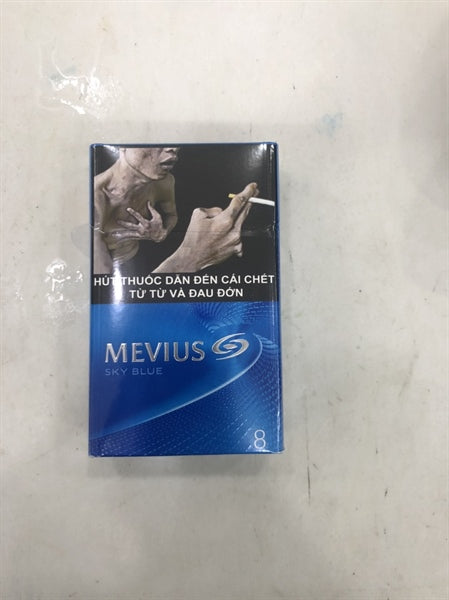 HÚT THUỐC DẪN ĐẾN CÁI CHẾT
TỪ TỪ VÀ ĐAU ĐỚN
MEVIUS
SKY BLUE
8